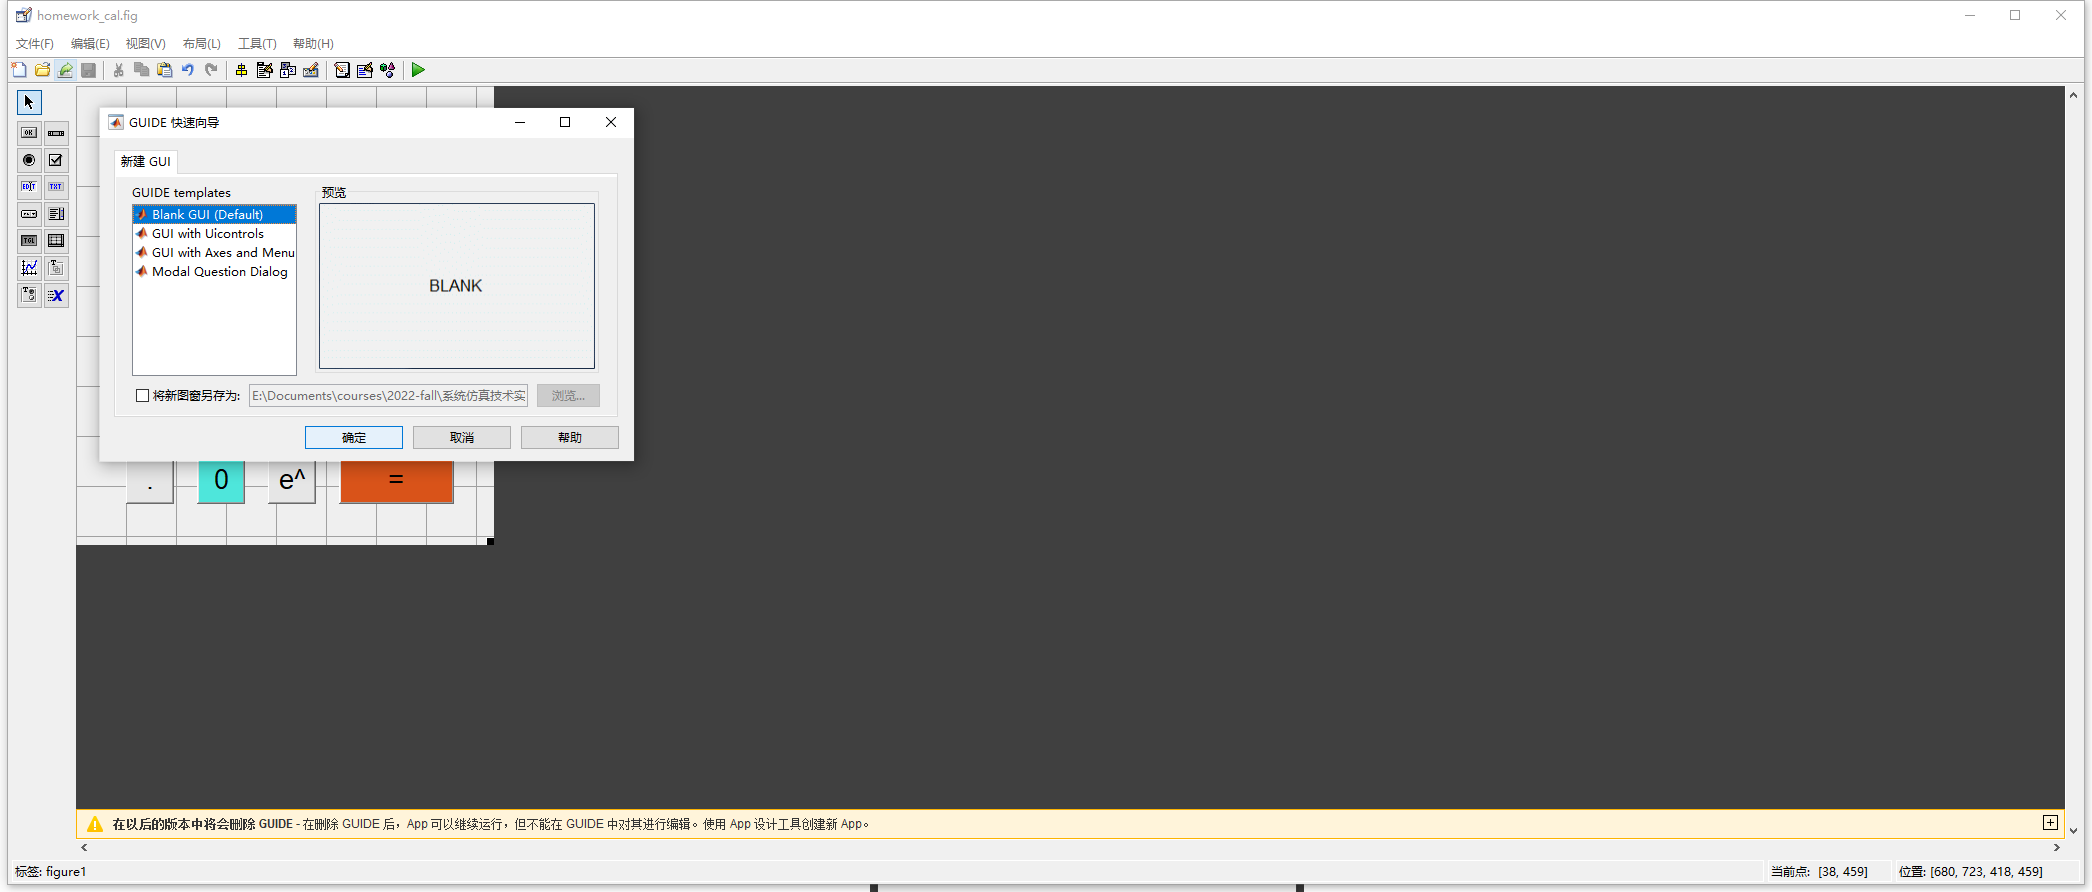 homework_cal.fig
文件(F) 编辑(E) 视图(V) 布局(L) 工具(T) 帮助(H)
GUIDE 快速向导
新建 GUI
GUIDE templates
Blank GUI (Default)
GUI with Uicontrols
GUI with Axes and Menu
Modal Question Dialog
预览
BLANK
将新图窗另存为: E:\Documents\courses\2022-fall\系统仿真技术实 浏览...
确定 取消 帮助
OK
EDIT TXT
TGL
. 0 e^ =
在以后的版本中将会删除 GUIDE - 在删除 GUIDE 后，App 可以继续运行，但不能在 GUIDE 中对其进行编辑。使用 App 设计工具创建新 App。
标签: figure1 当前点: [38, 459] 位置: [680, 723, 418, 459]